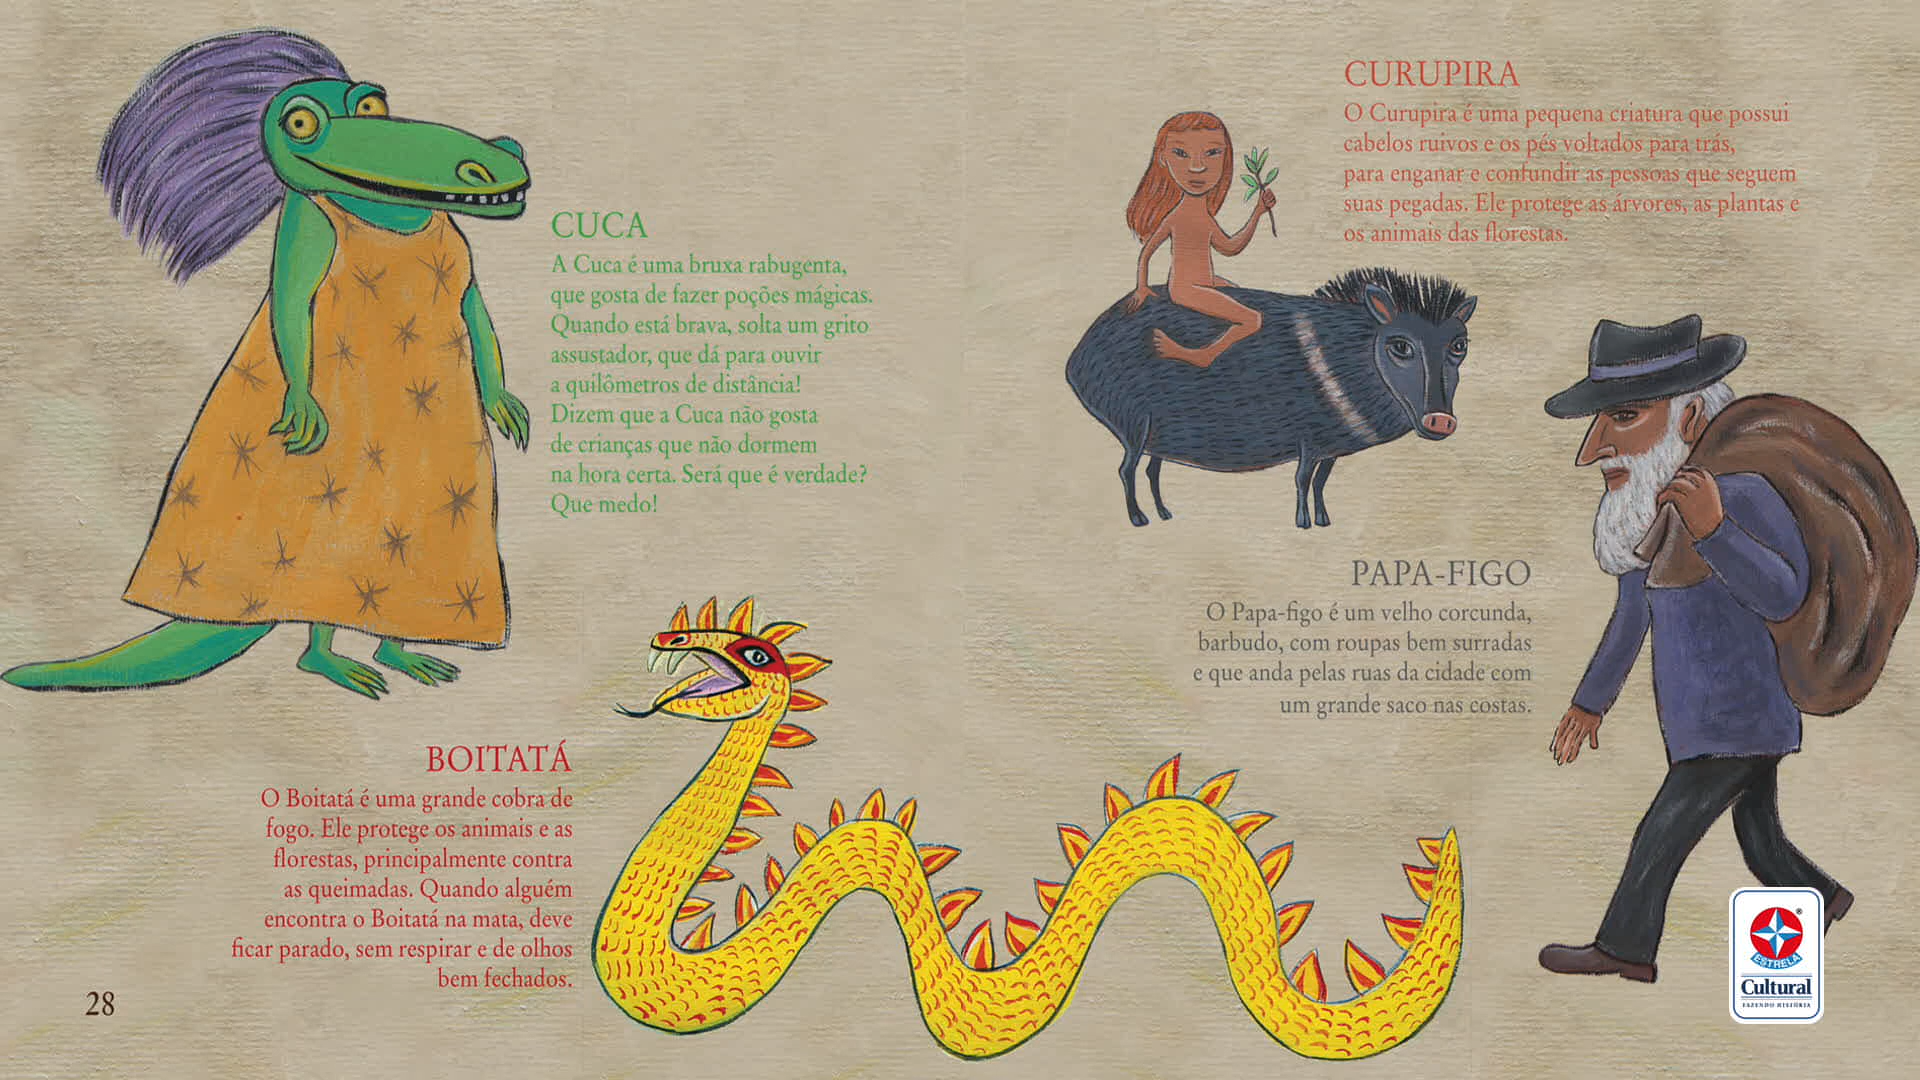 CUCA
A Cuca é uma bruxa rabugenta,
que gosta de fazer poções mágicas.
Quando está brava, solta um grito
assustador, que dá para ouvir
a quilômetros de distância!
Dizem que a Cuca não gosta
de crianças que não dormem
na hora certa. Será que é verdade?
Que medo!
BOITATÁ
O Boitatá é uma grande cobra de
fogo. Ele protege os animais e as
florestas, principalmente contra
as queimadas. Quando alguém
encontra o Boitatá na mata, deve
ficar parado, sem respirar e de olhos
bem fechados.
28
CURUPIRA
O Curupira é uma pequena criatura que possui
cabelos ruivos e os pés voltados para trás,
para enganar e confundir as pessoas que seguem
suas pegadas. Ele protege as árvores, as plantas e
os animais das florestas.
PAPA-FIGO
O Papa-figo é um velho corcunda,
barbudo, com roupas bem surradas
e que anda pelas ruas da cidade com
um grande saco nas costas.
®
ESTRELA
Cultural
FAZENDO HISTÓRIA